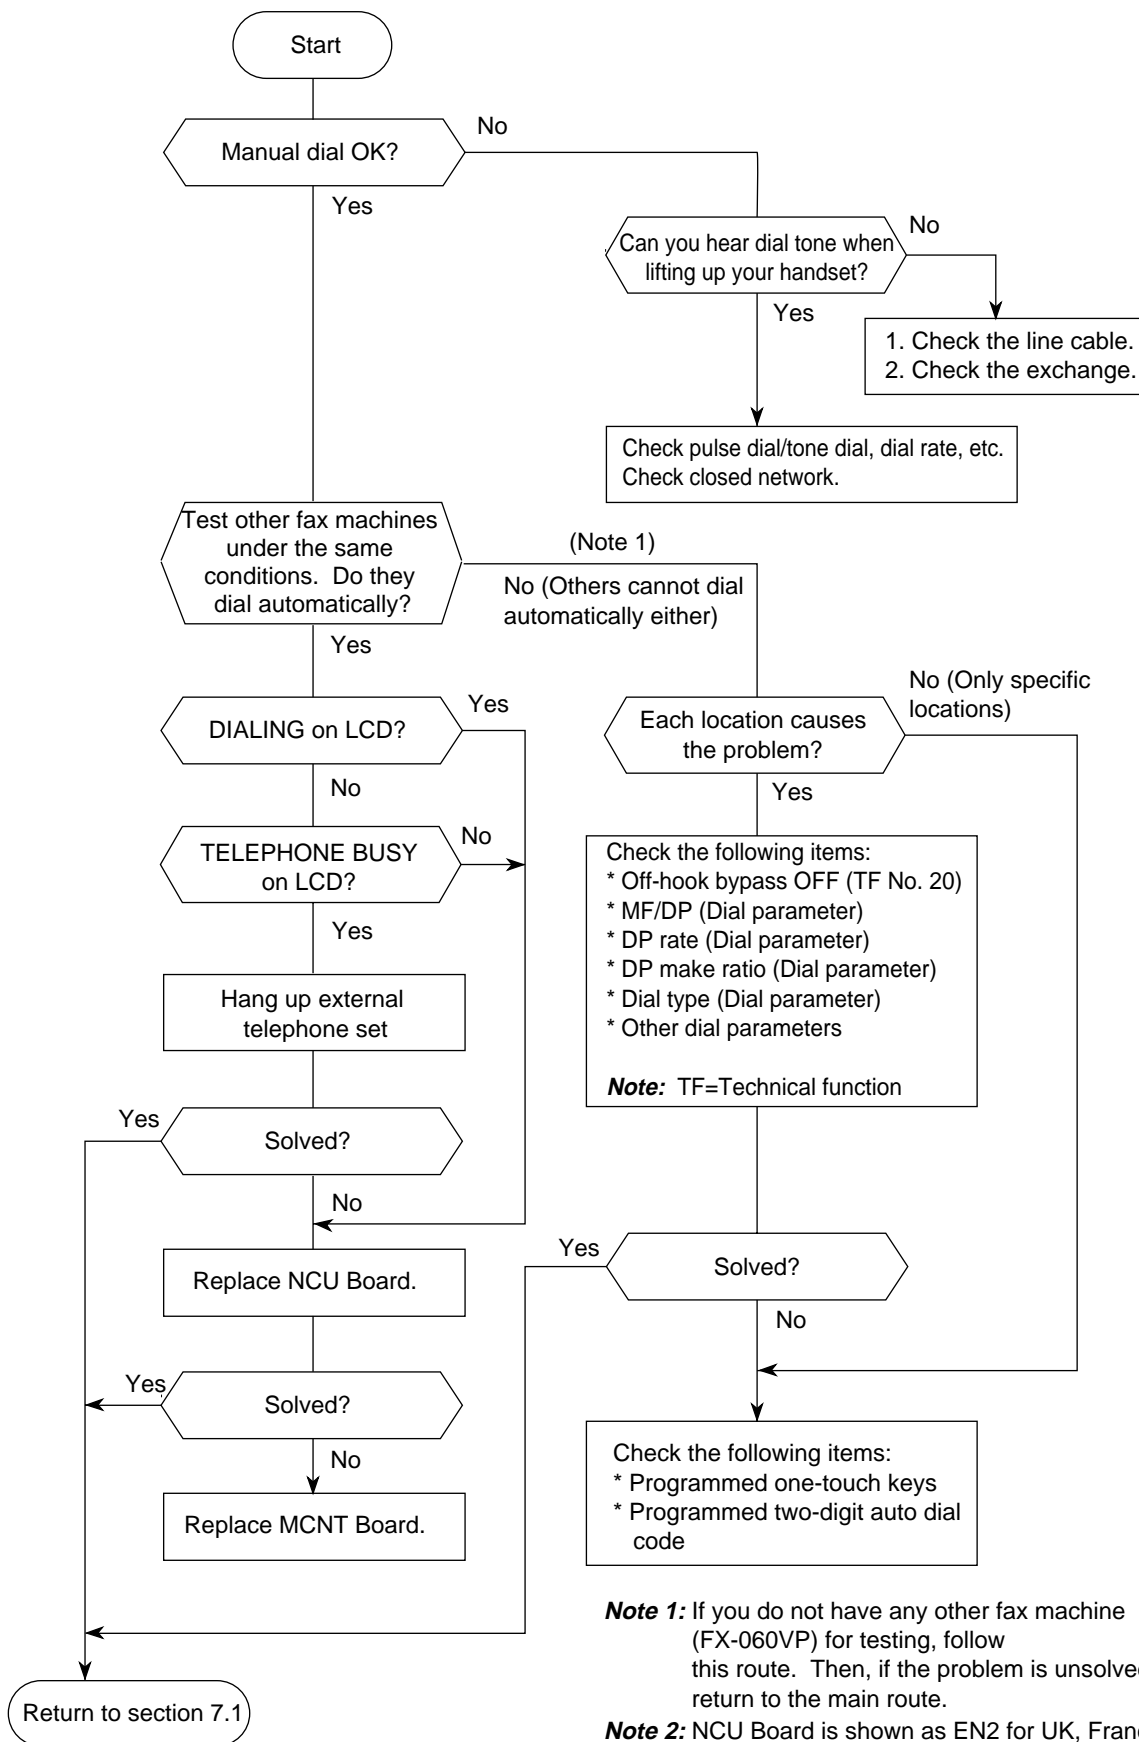 Start
Manual dial OK?
No
Yes
Can you hear dial tone when
lifting up your handset?
No
Yes
1. Check the line cable.
2. Check the exchange.
Check pulse dial/tone dial, dial rate, etc.
Check closed network.
Test other fax machines
under the same
conditions.  Do they
dial automatically?
(Note 1)
No (Others cannot dial
automatically either)
Yes
DIALING on LCD?
Yes
No
Each location causes
the problem?
No (Only specific
locations)
Yes
TELEPHONE BUSY
on LCD?
No
Yes
Check the following items:
* Off-hook bypass OFF (TF No. 20)
* MF/DP (Dial parameter)
* DP rate (Dial parameter)
* DP make ratio (Dial parameter)
* Dial type (Dial parameter)
* Other dial parameters
Note:  TF=Technical function
Hang up external
telephone set
Yes
Solved?
No
Replace NCU Board.
Yes
Solved?
No
Yes
Solved?
No
Replace MCNT Board.
Check the following items:
* Programmed one-touch keys
* Programmed two-digit auto dial
code
Note 1: If you do not have any other fax machine
(FX-060VP) for testing, follow
this route.  Then, if the problem is unsolved
return to the main route.
Note 2: NCU Board is shown as EN2 for UK, Fran
Return to section 7.1